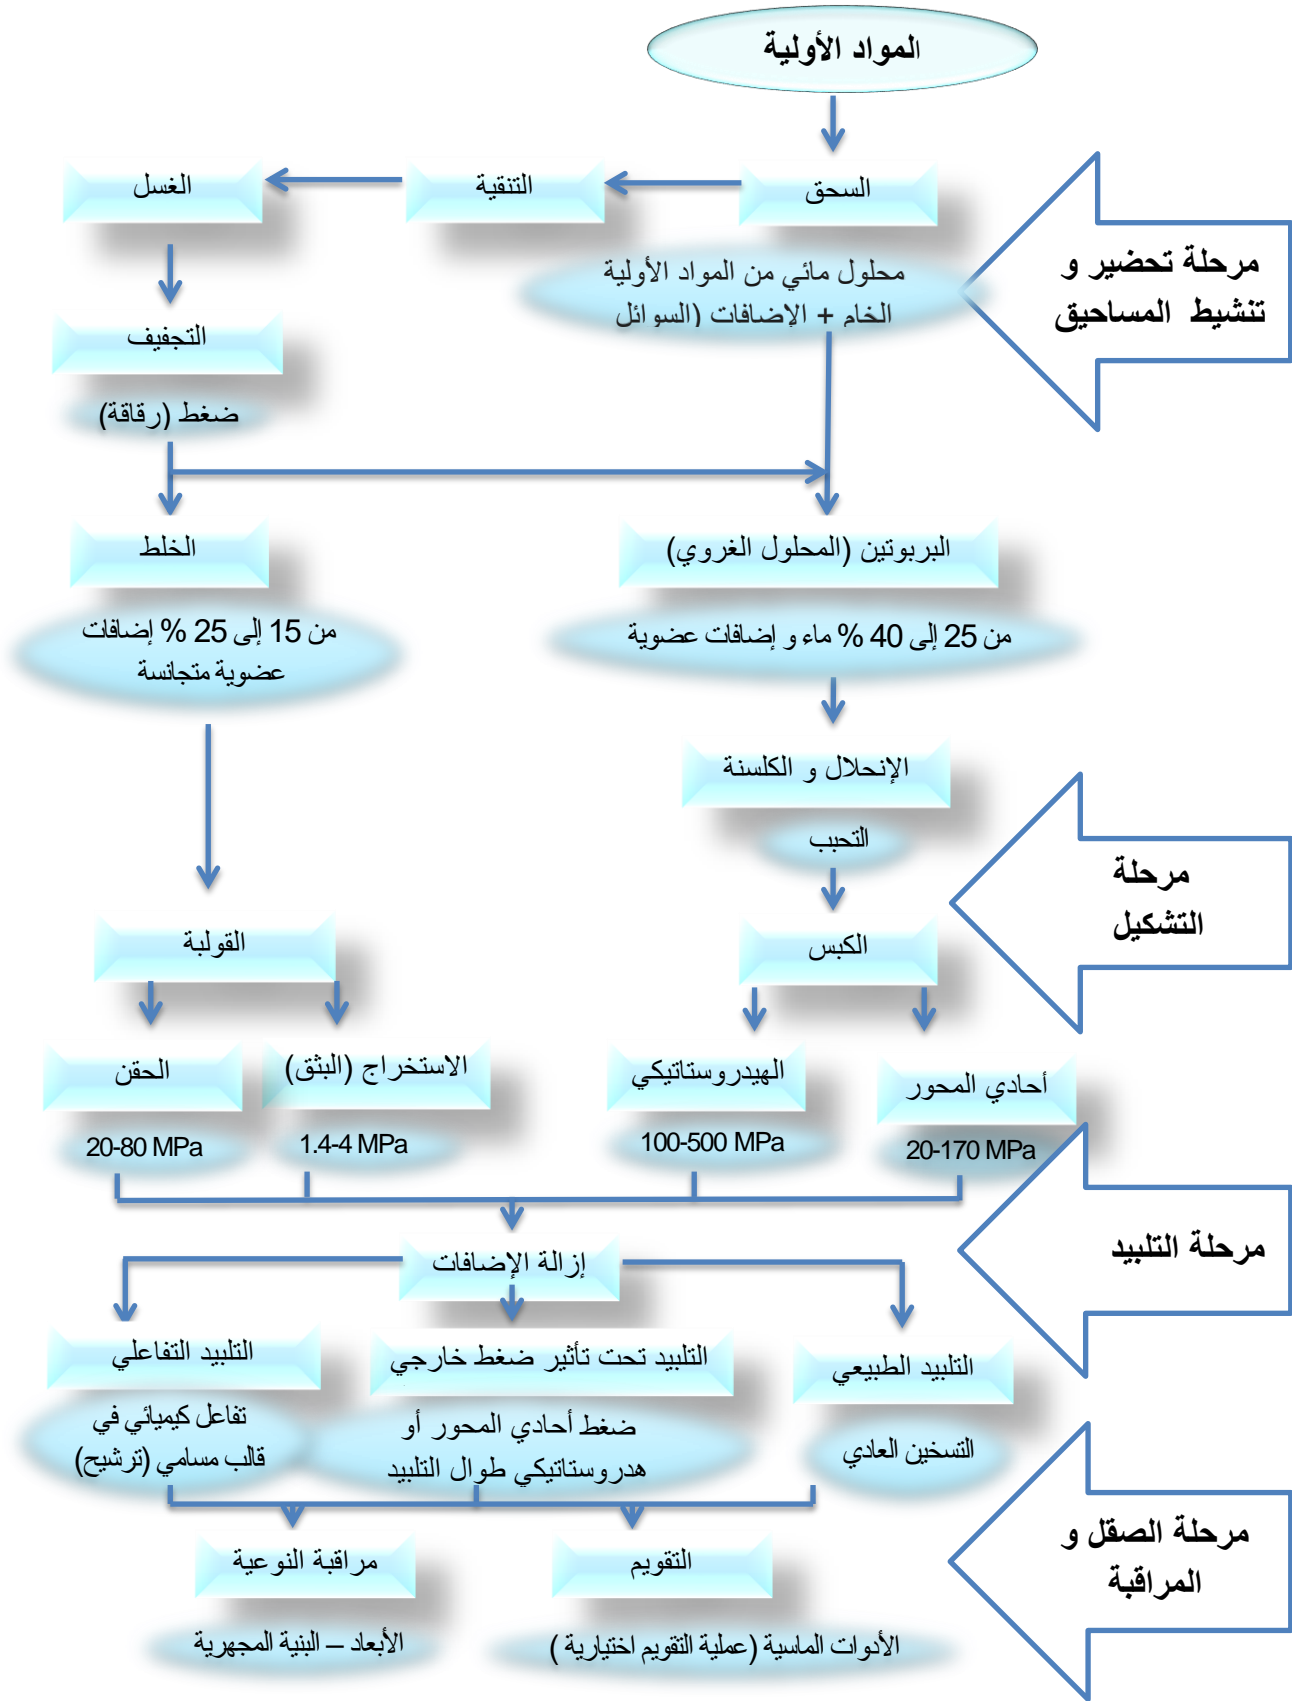 المواد الأولية
السحق
التنقية
الغسل
محلول مائي من المواد الأولية
الخام + الإضافات (السوائل
مرحلة تحضير و
تنشيط المساحيق
التجفيف
ضغط (رقاقة)
الخلط
البربوتين (المحلول الغروي)
من 15 إلى 25 % إضافات
عضوية متجانسة
من 25 إلى 40 % ماء و إضافات عضوية
الإنحلال و الكلسنة
التحبب
مرحلة
التشكيل
الكبس
القولبة
أحادي المحور
الهيدروستاتيكي
الاستخراج (البثق)
الحقن
20-170 MPa
100-500 MPa
1.4-4 MPa
20-80 MPa
مرحلة التلبيد
إزالة الإضافات
التلبيد الطبيعي
التلبيد تحت تأثير ضغط خارجي
التلبيد التفاعلي
التسخين العادي
ضغط أحادي المحور أو
هدروستاتيكي طوال التلبيد
تفاعل كيميائي في
قالب مسامي (ترشيح)
مرحلة الصقل و
المراقبة
التقويم
مراقبة النوعية
الأدوات الماسية (عملية التقويم اختيارية )
الأبعاد – البنية المجهرية